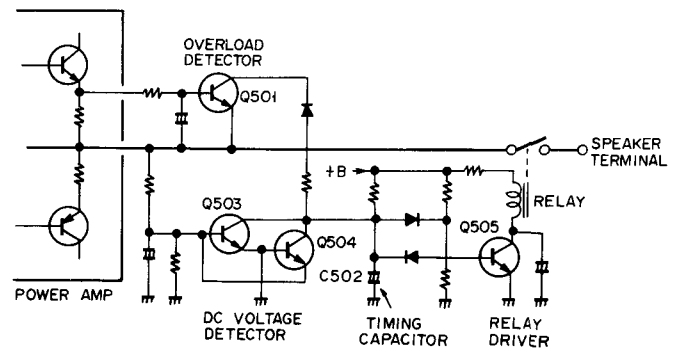 OVERLOAD
DETECTOR
Q501
+B
SPEAKER
TERMINAL
RELAY
Q503
Q504
Q505
C502
POWER AMP
DC VOLTAGE
DETECTOR
TIMING
CAPACITOR
RELAY
DRIVER